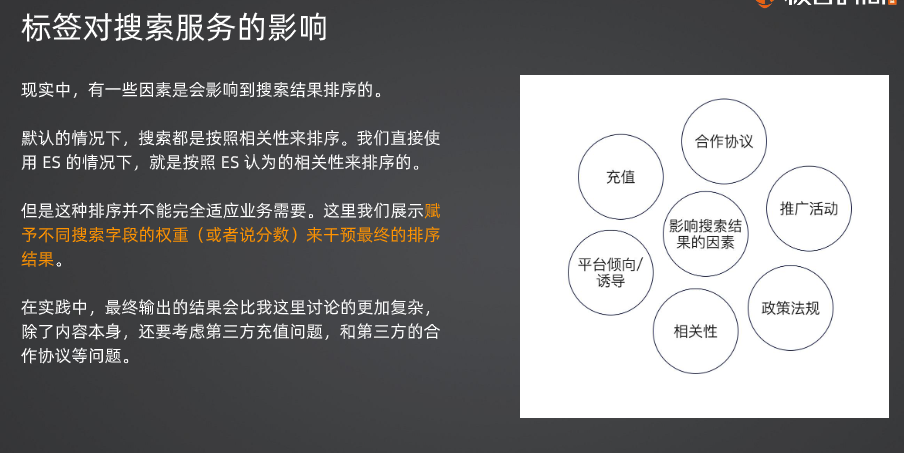 标签对搜索服务的影响
现实中，有一些因素是会影响到搜索结果排序的。
默认的情况下，搜索都是按照相关性来排序。我们直接使
用 ES 的情况下，就是按照 ES 认为的相关性来排序的。
但是这种排序并不能完全适应业务需要。这里我们展示赋
予不同搜索字段的权重（或者说分数）来干预最终的排序
结果。
在实践中，最终输出的结果会比我这里讨论的更加复杂，
除了内容本身，还要考虑第三方充值问题，和第三方的合
作协议等问题。
合作协议
充值
推广活动
影响搜索结
果的因素
平台倾向/
诱导
政策法规
相关性